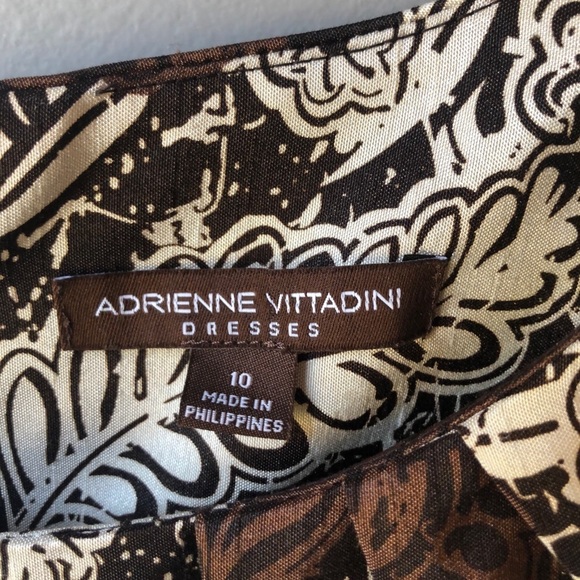 ADRIENNE VITTADINI
DRESSES
10
MADE IN
PHILIPPINES